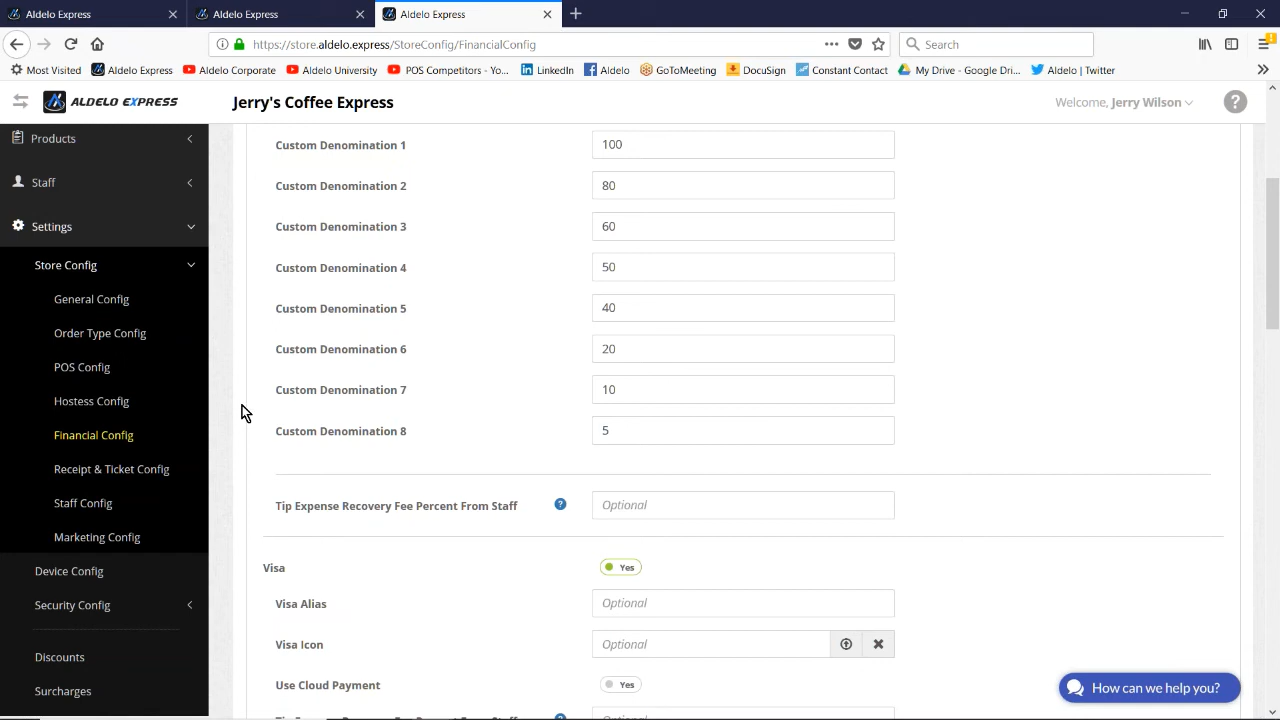 Aldelo Express
Aldelo Express
Aldelo Express
https://store.aldelo.express/StoreConfig/FinancialConfig
Search
Most Visited
Aldelo Express
Aldelo Corporate
Aldelo University
POS Competitors - Yo...
LinkedIn
Aldelo
GoToMeeting
DocuSign
Constant Contact
My Drive - Google Dri...
Aldelo | Twitter
ALDELO EXPRESS
Jerry's Coffee Express
Welcome, Jerry Wilson
?
Products
Staff
Settings
Store Config
General Config
Order Type Config
POS Config
Hostess Config
Financial Config
Receipt & Ticket Config
Staff Config
Marketing Config
Device Config
Security Config
Discounts
Surcharges
Custom Denomination 1 100
Custom Denomination 2 80
Custom Denomination 3 60
Custom Denomination 4 50
Custom Denomination 5 40
Custom Denomination 6 20
Custom Denomination 7 10
Custom Denomination 8 5
Tip Expense Recovery Fee Percent From Staff ? Optional
Visa Yes
Visa Alias Optional
Visa Icon Optional
Use Cloud Payment Yes
How can we help you?